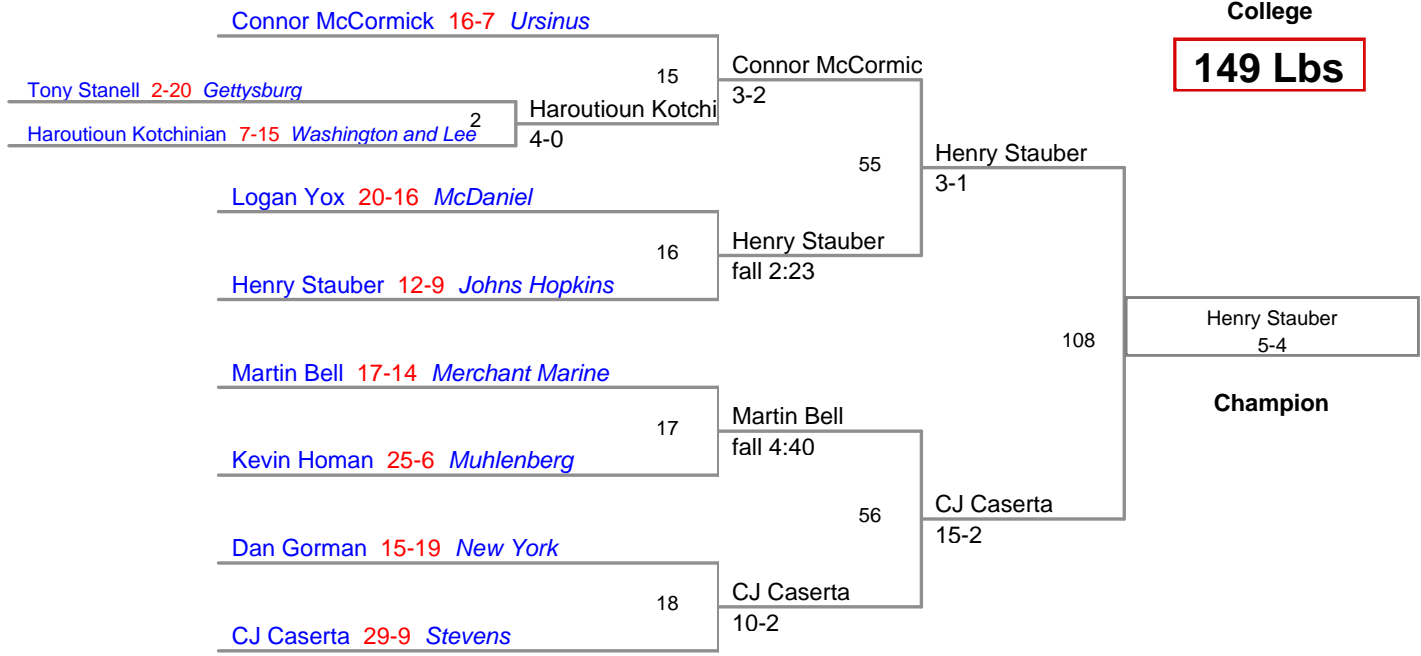 College
149 Lbs
Connor McCormick 16-7 Ursinus
15
Connor McCormic
3-2
Tony Stanell 2-20 Gettysburg
2
Haroutioun Kotchi
4-0
Haroutioun Kotchinian 7-15 Washington and Lee
55
Henry Stauber
3-1
Logan Yox 20-16 McDaniel
16
Henry Stauber
fall 2:23
Henry Stauber 12-9 Johns Hopkins
108
Henry Stauber
5-4
Champion
Martin Bell 17-14 Merchant Marine
17
Martin Bell
fall 4:40
Kevin Homan 25-6 Muhlenberg
56
CJ Caserta
15-2
Dan Gorman 15-19 New York
18
CJ Caserta
10-2
CJ Caserta 29-9 Stevens